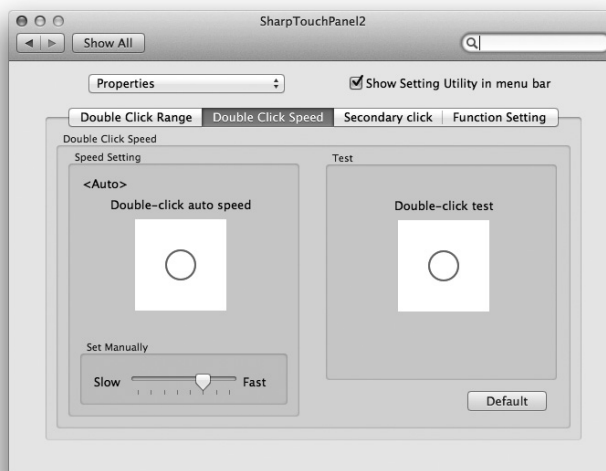 SharpTouchPanel2
Show All
Properties
Show Setting Utility in menu bar
Double Click Range Double Click Speed Secondary click Function Setting
Double Click Speed
Speed Setting
<Auto>
Double-click auto speed
Set Manually
Slow Fast
Test
Double-click test
Default